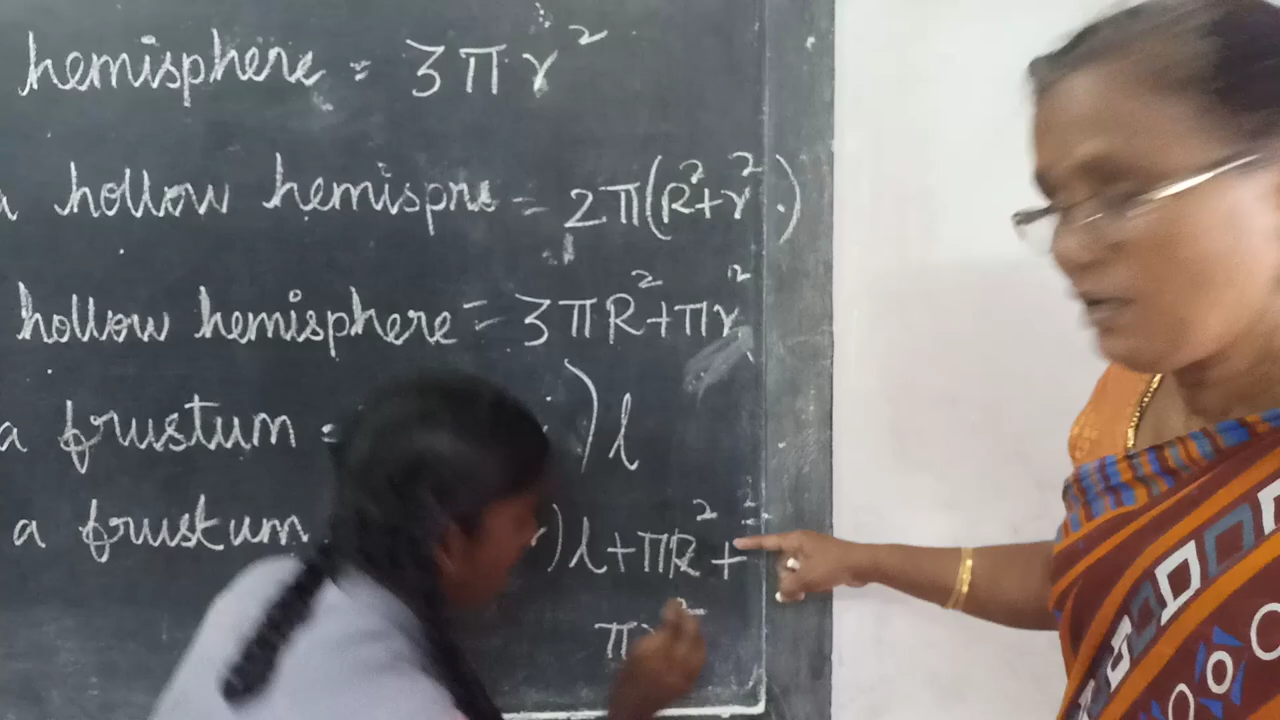 hemisphere = 3πr²
a hollow hemispre = 2π(R²+r²)
hollow hemisphere = 3πR²+πr²
a frustum = )l
a frustum )l+πR²+
πr²